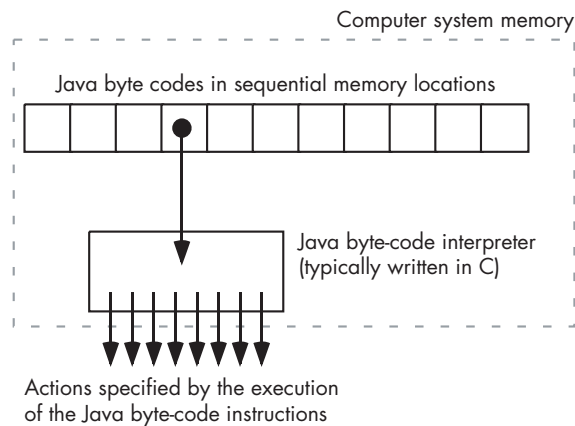 Computer system memory
Java byte codes in sequential memory locations
Java byte-code interpreter
(typically written in C)
Actions specified by the execution
of the Java byte-code instructions